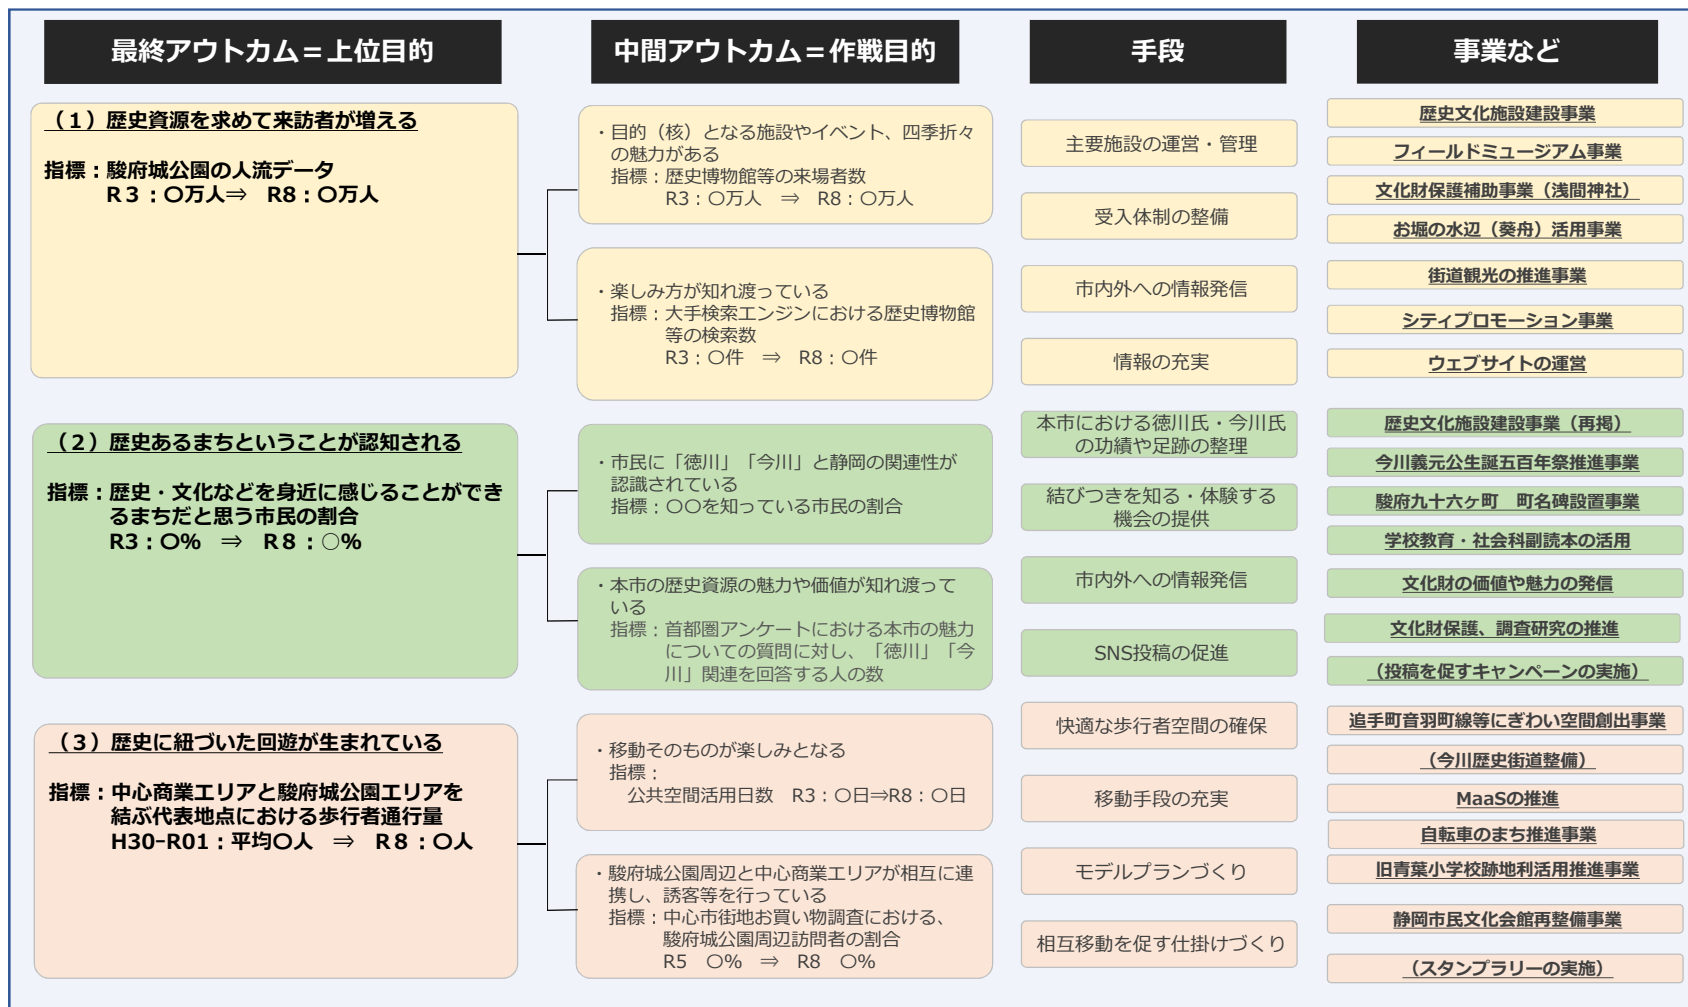 最終アウトカム＝上位目的
中間アウトカム＝作戦目的
手段
事業など
（１）歴史資源を求めて来訪者が増える
指標：駿府城公園の人流データ
Ｒ３：〇万人⇒　R8：〇万人
・目的（核）となる施設やイベント、四季折々
の魅力がある
指標：歴史博物館等の来場者数
R3：〇万人　⇒　R8：〇万人
・楽しみ方が知れ渡っている
指標：大手検索エンジンにおける歴史博物館
等の検索数
R3：〇件　⇒　R8：〇件
主要施設の運営・管理
受入体制の整備
市内外への情報発信
情報の充実
歴史文化施設建設事業
フィールドミュージアム事業
文化財保護補助事業（浅間神社）
お堀の水辺（葵舟）活用事業
街道観光の推進事業
シティプロモーション事業
ウェブサイトの運営
（２）歴史あるまちということが認知される
指標：歴史・文化などを身近に感じることができ
るまちだと思う市民の割合
R3：〇%　⇒　Ｒ８：○%
・市民に「徳川」「今川」と静岡の関連性が
認識されている
指標：〇〇を知っている市民の割合
・本市の歴史資源の魅力や価値が知れ渡って
いる
指標：首都圏アンケートにおける本市の魅力
についての質問に対し、「徳川」「今
川」関連を回答する人の数
本市における徳川氏・今川氏
の功績や足跡の整理
結びつきを知る・体験する
機会の提供
市内外への情報発信
SNS投稿の促進
歴史文化施設建設事業（再掲）
今川義元公生誕五百年祭推進事業
駿府九十六ヶ町　町名碑設置事業
学校教育・社会科副読本の活用
文化財の価値や魅力の発信
文化財保護、調査研究の推進
（投稿を促すキャンペーンの実施）
（３）歴史に紐づいた回遊が生まれている
指標：中心商業エリアと駿府城公園エリアを
結ぶ代表地点における歩行者通行量
H30-R01：平均〇人　⇒　Ｒ８：〇人
・移動そのものが楽しみとなる
指標：
公共空間活用日数　R3：〇日⇒R8：〇日
・駿府城公園周辺と中心商業エリアが相互に連
携し、誘客等を行っている
指標：中心市街地お買い物調査における、
駿府城公園周辺訪問者の割合
R5　〇%　⇒　R8　〇%
快適な歩行者空間の確保
移動手段の充実
モデルプランづくり
相互移動を促す仕掛けづくり
追手町音羽町線等にぎわい空間創出事業
（今川歴史街道整備）
MaaSの推進
自転車のまち推進事業
旧青葉小学校跡地利活用推進事業
静岡市民文化会館再整備事業
（スタンプラリーの実施）